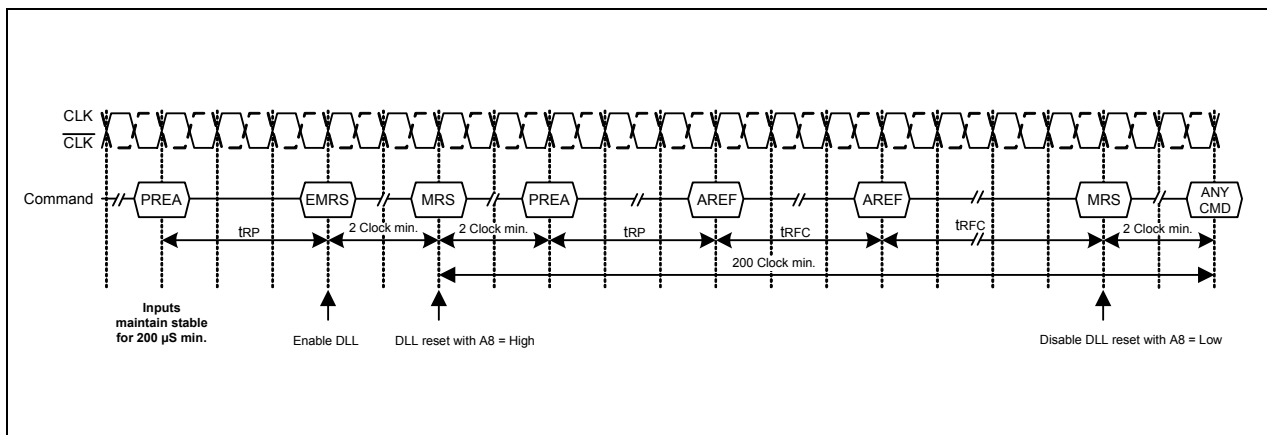 CLK
CLK
Command
PREA
EMRS
MRS
PREA
AREF
AREF
MRS
ANY
CMD
tRP
2 Clock min.
2 Clock min.
tRP
tRFC
tRFC
2 Clock min.
200 Clock min.
Inputs
maintain stable
for 200 µS min.
Enable DLL
DLL reset with A8 = High
Disable DLL reset with A8 = Low